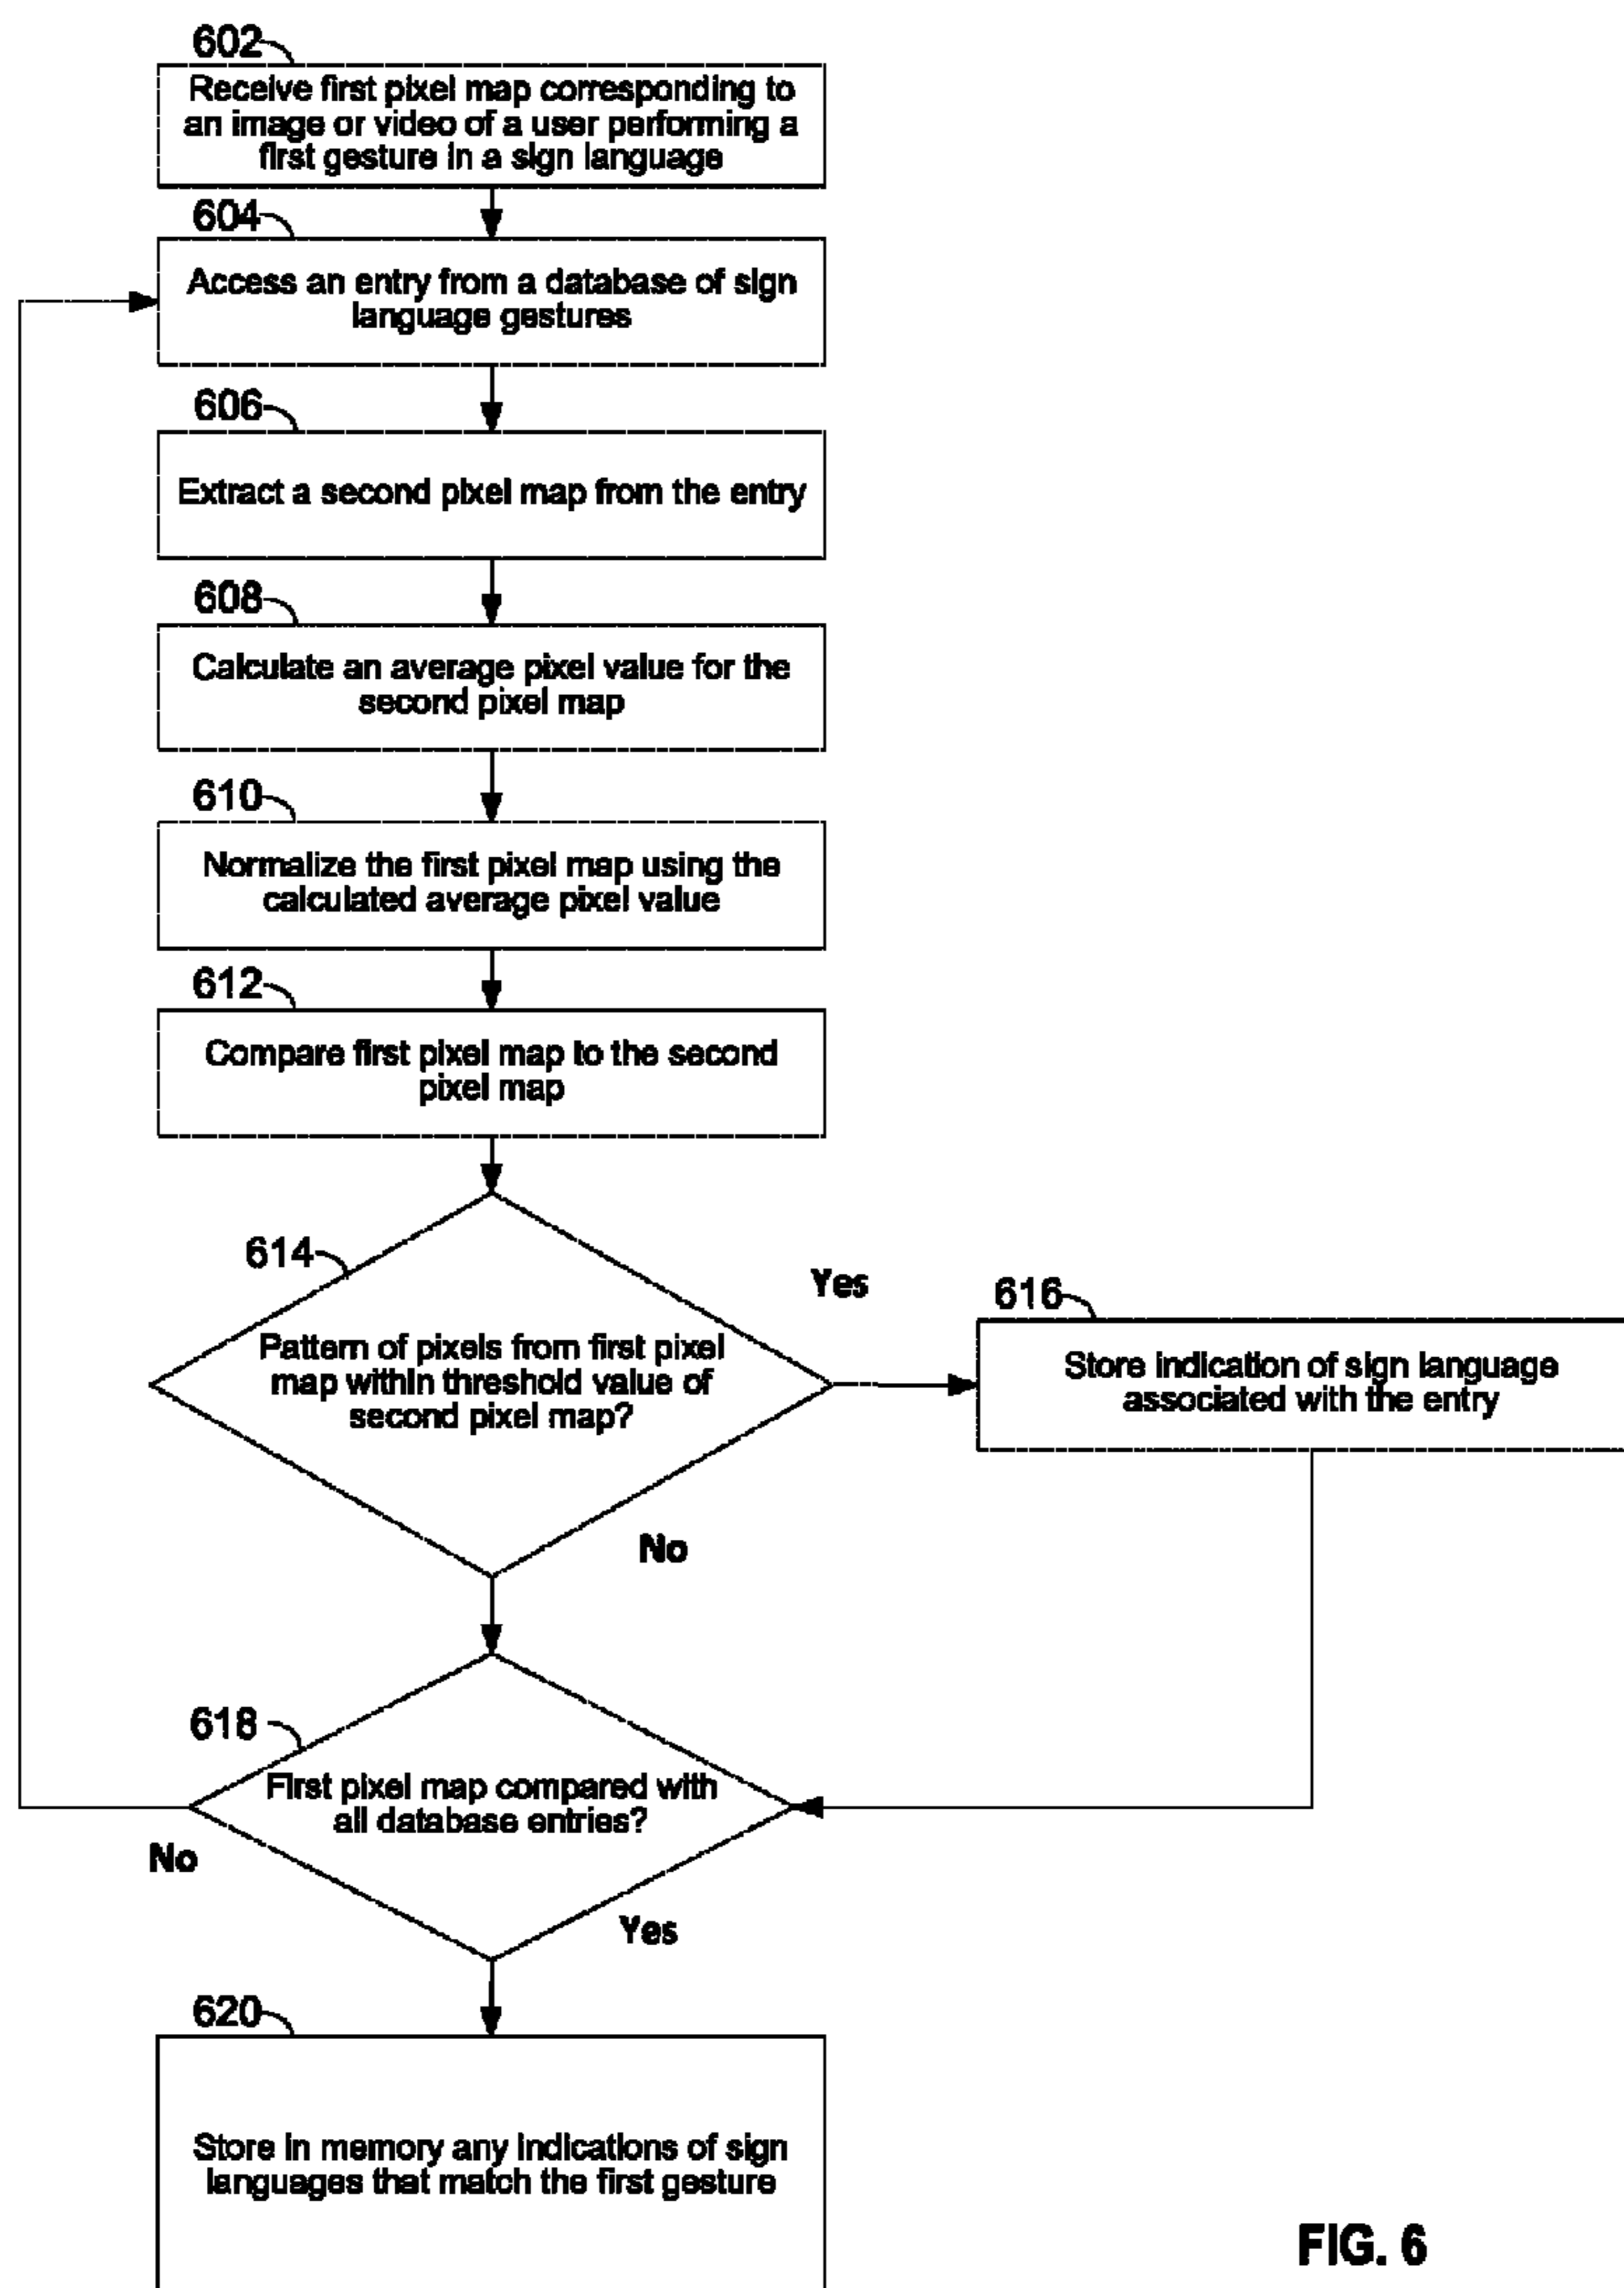 602
Receive first pixel map corresponding to
an image or video of a user performing a
first gesture in a sign language
604
Access an entry from a database of sign
language gestures
606
Extract a second pixel map from the entry
608
Calculate an average pixel value for the
second pixel map
610
Normalize the first pixel map using the
calculated average pixel value
612
Compare first pixel map to the second
pixel map
614
Pattern of pixels from first pixel
map within threshold value of
second pixel map?
Yes
616
Store indication of sign language
associated with the entry
No
618
First pixel map compared with
all database entries?
No
Yes
620
Store in memory any indications of sign
languages that match the first gesture
FIG. 6